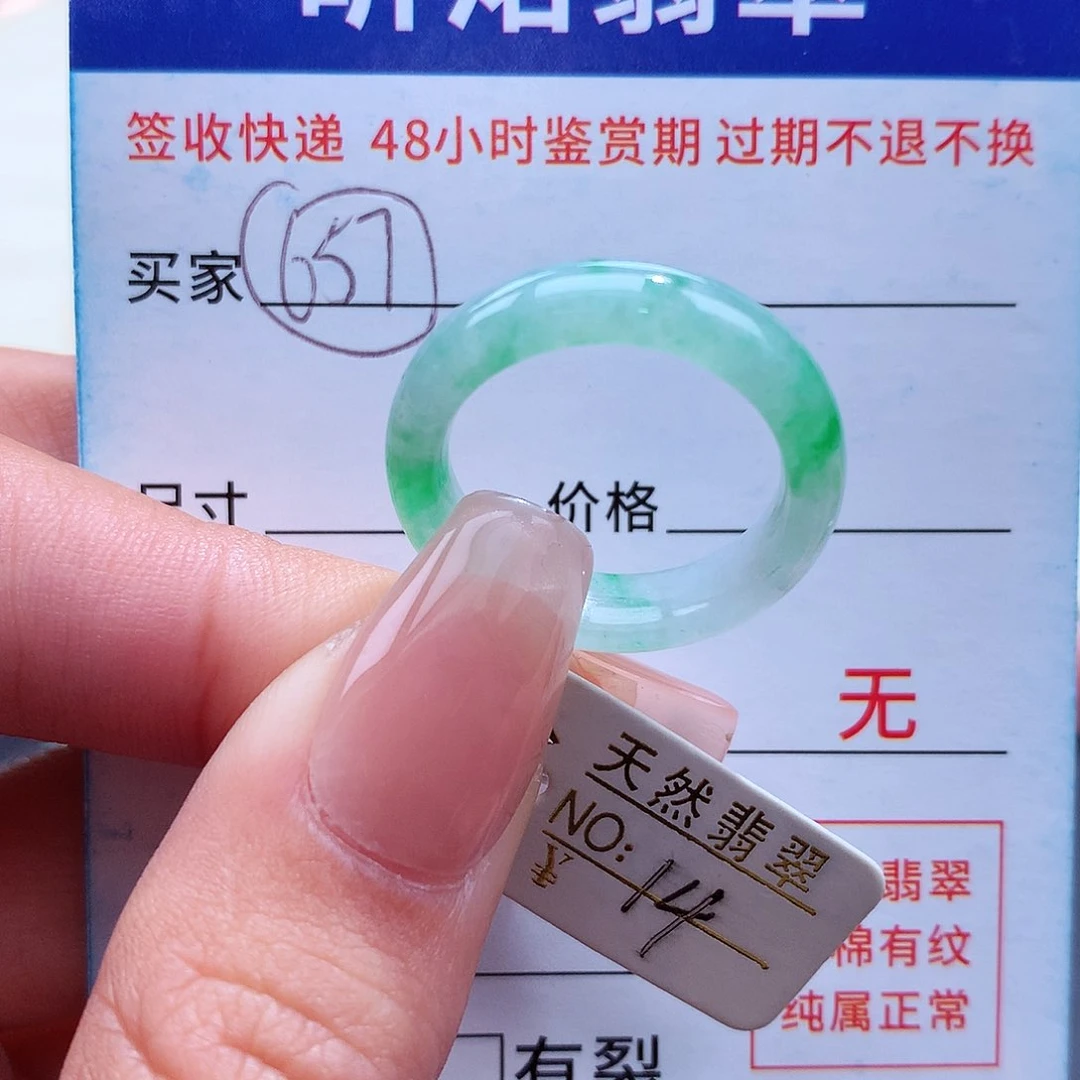 翡翠
签收快递 48小时鉴赏期 过期不退不换
买家 657
尺寸 价格
无
天然翡翠
NO: 14
翡翠
棉有纹
纯属正常
有裂